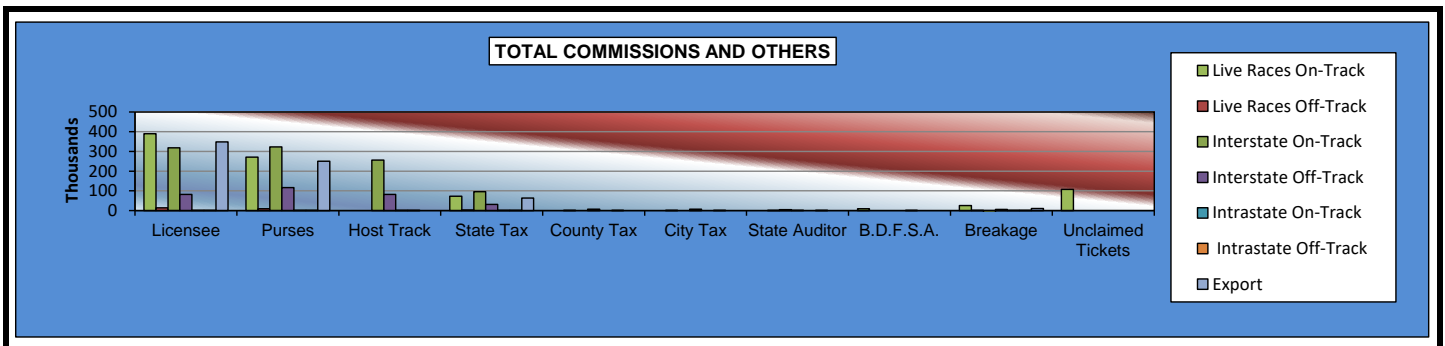 TOTAL COMMISSIONS AND OTHERS
Thousands
500
400
300
200
100
0
Licensee Purses Host Track State Tax County Tax City Tax State Auditor B.D.F.S.A. Breakage Unclaimed
Tickets
Live Races On-Track
Live Races Off-Track
Interstate On-Track
Interstate Off-Track
Intrastate On-Track
Intrastate Off-Track
Export